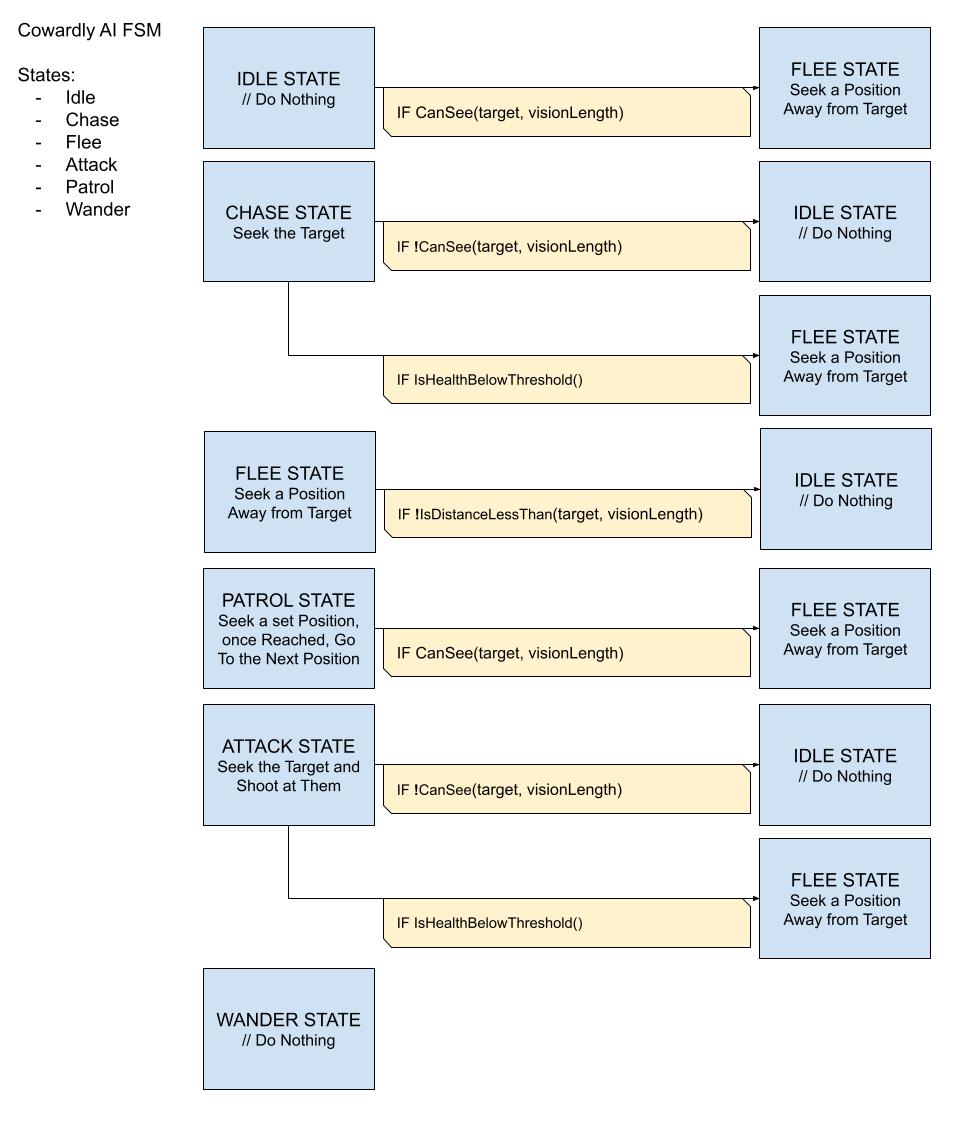 Cowardly AI FSM
States:
- Idle
- Chase
- Flee
- Attack
- Patrol
- Wander
IDLE STATE
// Do Nothing
IF CanSee(target, visionLength)
FLEE STATE
Seek a Position
Away from Target
CHASE STATE
Seek the Target
IF !CanSee(target, visionLength)
IDLE STATE
// Do Nothing
IF IsHealthBelowThreshold()
FLEE STATE
Seek a Position
Away from Target
FLEE STATE
Seek a Position
Away from Target
IF !IsDistanceLessThan(target, visionLength)
IDLE STATE
// Do Nothing
PATROL STATE
Seek a set Position,
once Reached, Go
To the Next Position
IF CanSee(target, visionLength)
FLEE STATE
Seek a Position
Away from Target
ATTACK STATE
Seek the Target and
Shoot at Them
IF !CanSee(target, visionLength)
IDLE STATE
// Do Nothing
IF IsHealthBelowThreshold()
FLEE STATE
Seek a Position
Away from Target
WANDER STATE
// Do Nothing